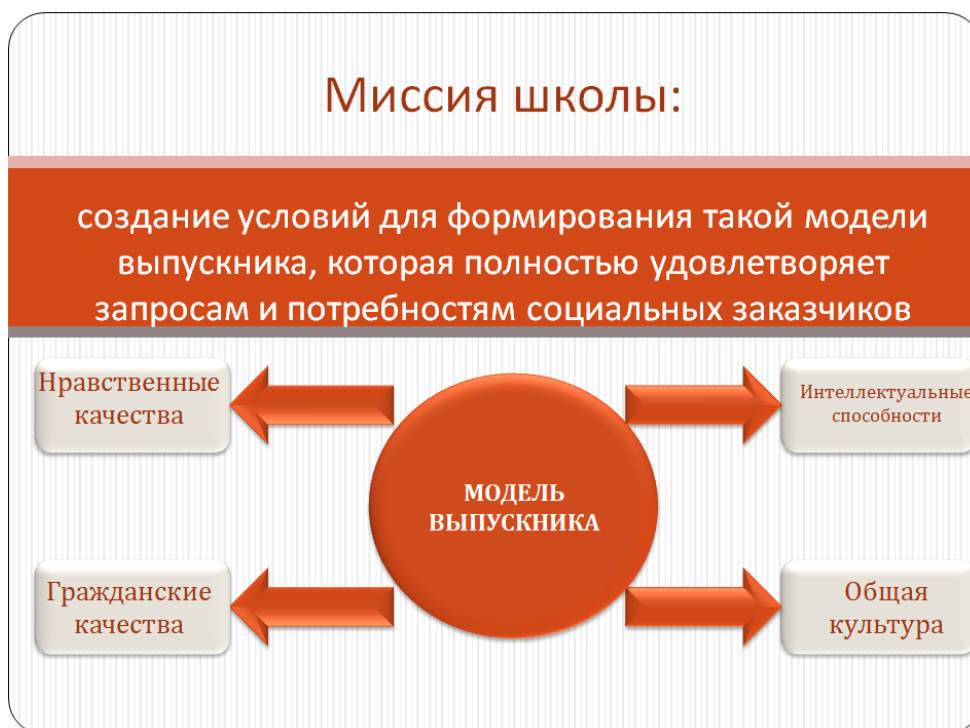 Миссия школы:
создание условий для формирования такой модели
выпускника, которая полностью удовлетворяет
запросам и потребностям социальных заказчиков
Нравственные
качества
Интеллектуальные
способности
МОДЕЛЬ
ВЫПУСКНИКА
Гражданские
качества
Общая
культура